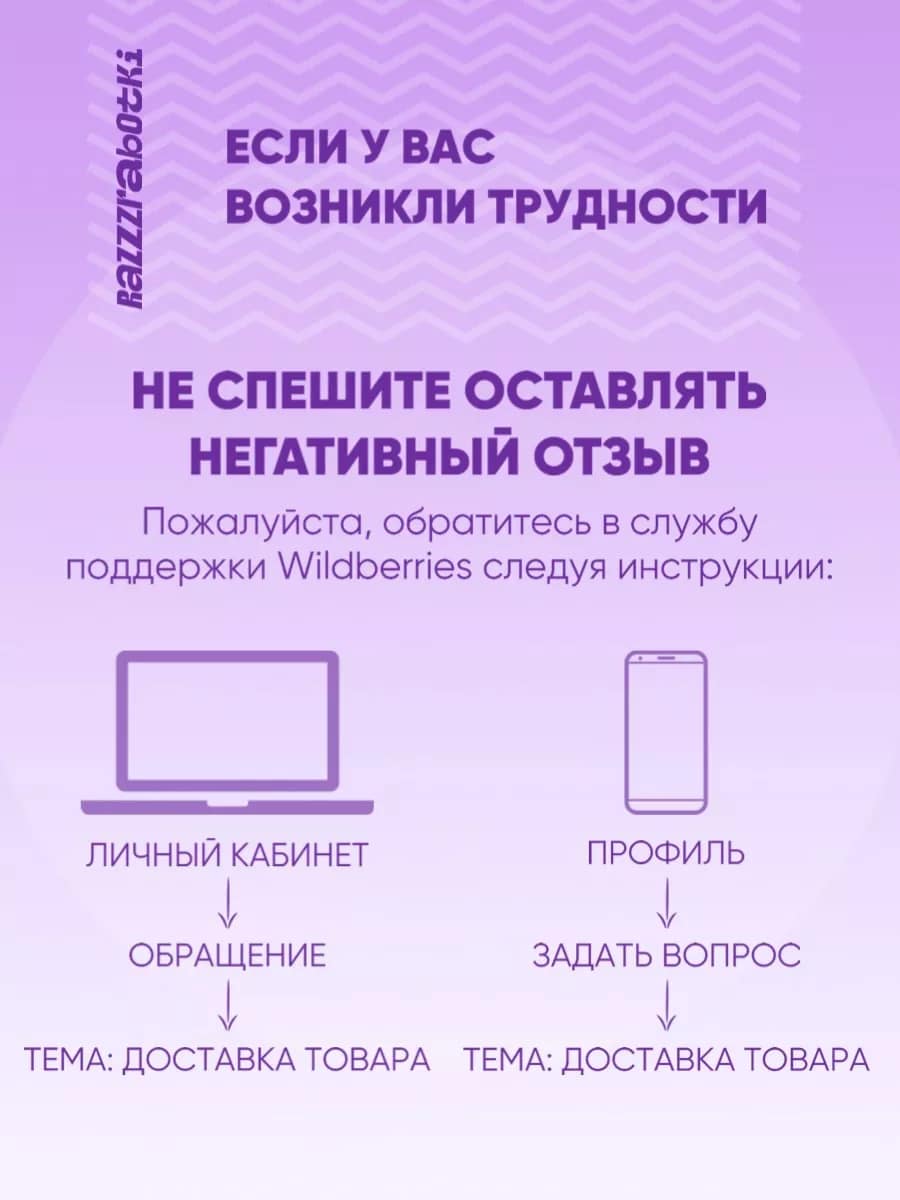 Razzzrabotki
ЕСЛИ У ВАС
ВОЗНИКЛИ ТРУДНОСТИ
НЕ СПЕШИТЕ ОСТАВЛЯТЬ
НЕГАТИВНЫЙ ОТЗЫВ
Пожалуйста, обратитесь в службу
поддержки Wildberries следуя инструкции:
ЛИЧНЫЙ КАБИНЕТ
ОБРАЩЕНИЕ
ТЕМА: ДОСТАВКА ТОВАРА
ПРОФИЛЬ
ЗАДАТЬ ВОПРОС
ТЕМА: ДОСТАВКА ТОВАРА